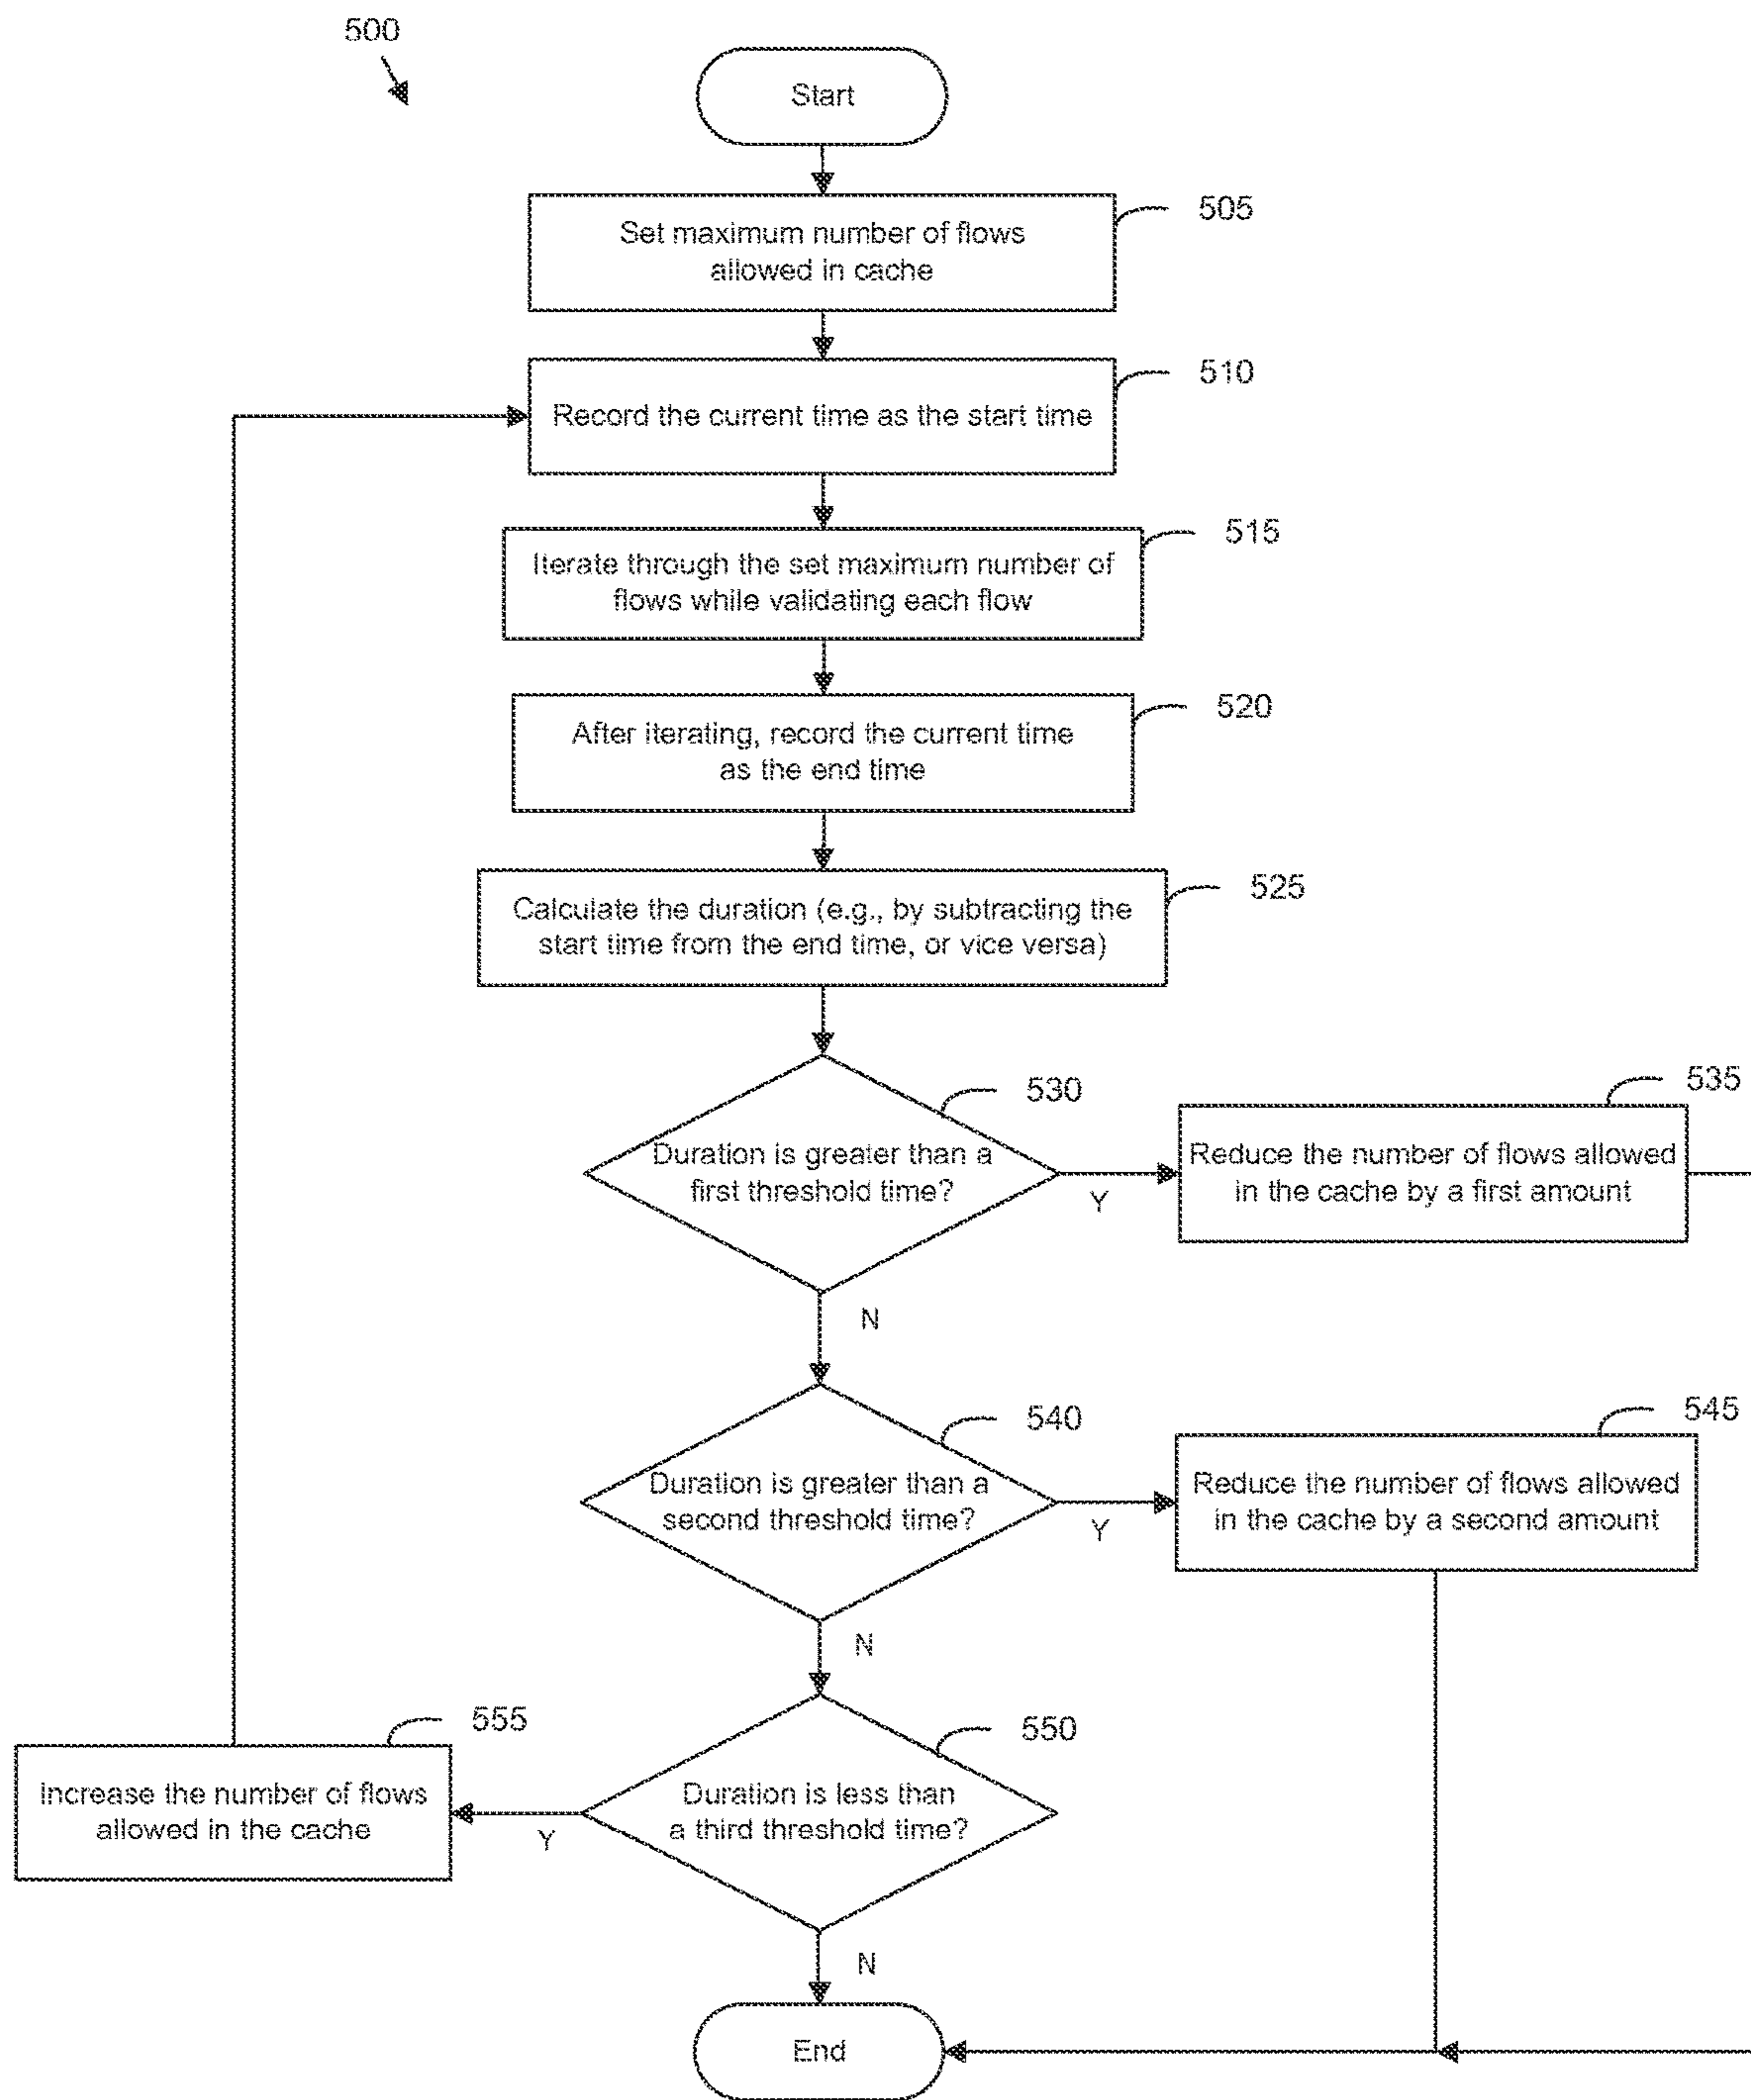 500
Start
505
Set maximum number of flows
allowed in cache
510
Record the current time as the start time
515
Iterate through the set maximum number of
flows while validating each flow
520
After iterating, record the current time
as the end time
525
Calculate the duration (e.g., by subtracting the
start time from the end time, or vice versa)
530
Duration is greater than a
first threshold time?
Y
535
Reduce the number of flows allowed
in the cache by a first amount
N
540
Duration is greater than a
second threshold time?
Y
545
Reduce the number of flows allowed
in the cache by a second amount
N
550
Duration is less than
a third threshold time?
Y
555
Increase the number of flows
allowed in the cache
N
End